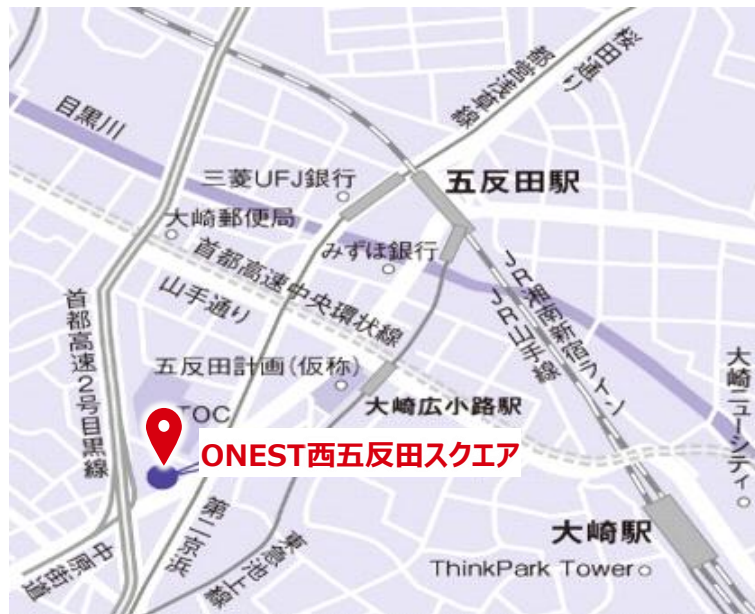 桜田通り
都営浅草線
目黒川
三菱UFJ銀行
五反田駅
大崎郵便局
みずほ銀行
首都高速中央環状線
山手通り
JR湘南新宿ライン
JR山手線
首都高速2号目黒線
五反田計画(仮称)
大崎広小路駅
大崎ニューシティ
TOC
ONEST西五反田スクエア
第二京浜
東急池上線
中原街道
大崎駅
ThinkPark Tower